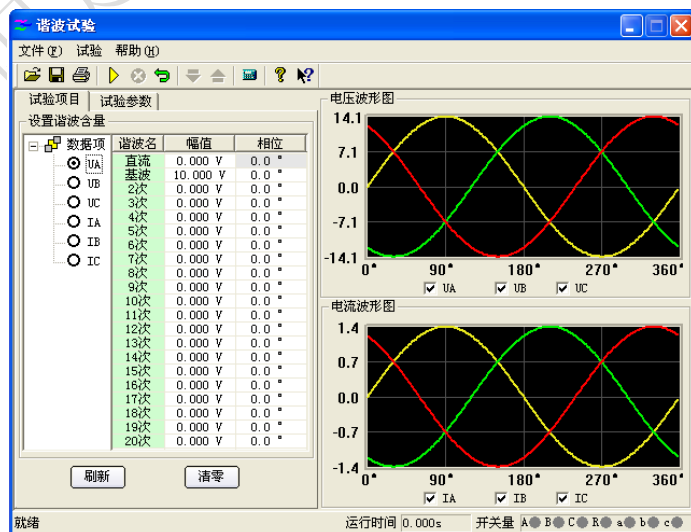 谐波试验
文件(F) 试验 帮助(H)
试验项目 试验参数
设置谐波含量
数据项
UA
UB
UC
IA
IB
IC
谐波名 幅值 相位
直流 0.000 V 0.0 °
基波 10.000 V 0.0 °
2次 0.000 V 0.0 °
3次 0.000 V 0.0 °
4次 0.000 V 0.0 °
5次 0.000 V 0.0 °
6次 0.000 V 0.0 °
7次 0.000 V 0.0 °
8次 0.000 V 0.0 °
9次 0.000 V 0.0 °
10次 0.000 V 0.0 °
11次 0.000 V 0.0 °
12次 0.000 V 0.0 °
13次 0.000 V 0.0 °
14次 0.000 V 0.0 °
15次 0.000 V 0.0 °
16次 0.000 V 0.0 °
17次 0.000 V 0.0 °
18次 0.000 V 0.0 °
19次 0.000 V 0.0 °
20次 0.000 V 0.0 °
刷新 清零
电压波形图
14.1
7.1
0.0
-7.1
-14.1
0° 90° 180° 270° 360°
UA UB UC
电流波形图
1.4
0.7
0.0
-0.7
-1.4
0° 90° 180° 270° 360°
IA IB IC
就绪 运行时间 0.000s 开关量 A B C R a b c